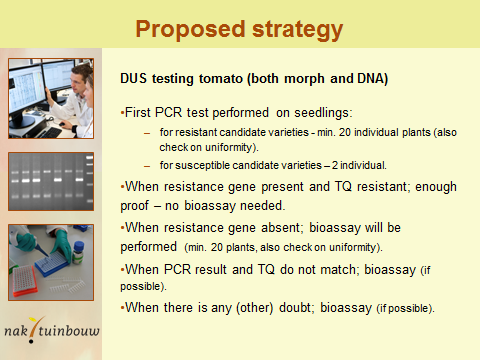 Proposed strategy
DUS testing tomato (both morph and DNA)
•First PCR test performed on seedlings:
– for resistant candidate varieties - min. 20 individual plants (also
check on uniformity).
– for susceptible candidate varieties – 2 individual.
•When resistance gene present and TQ resistant; enough
proof – no bioassay needed.
•When resistance gene absent; bioassay will be
performed (min. 20 plants, also check on uniformity).
•When PCR result and TQ do not match; bioassay (if
possible).
•When there is any (other) doubt; bioassay (if possible).
nak tuinbouw